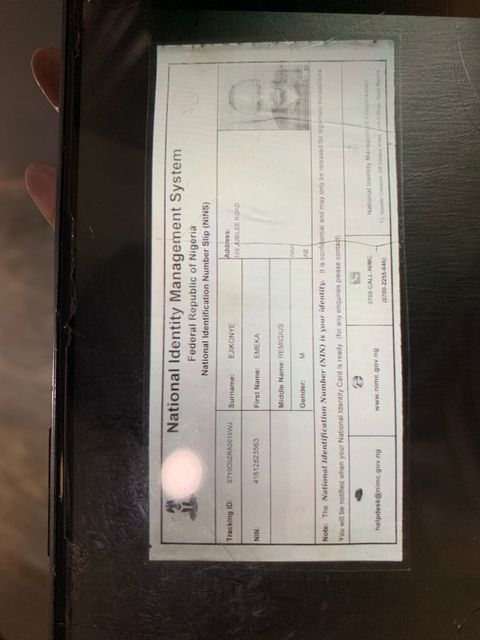 National Identity Management System
Federal Republic of Nigeria
National Identification Number Slip (NINS)
Tracking ID: S7Y0O0ZRA0015WJ
Surname: EJIKONYE
Address:
105 JUBILEE ROAD
NIN: 41612823563
First Name: EMEKA
Middle Name: REMIGIUS
ABA
Gender: M
AB
Note: The National Identification Number (NIN) is your identity. It is confidential and may only be released for legitimate transactions.
You will be notified when your National Identity Card is ready (for any enquiries please contact)
helpdesk@nimc.gov.ng
www.nimc.gov.ng
0700-CALL-NIMC
(0700-2255-646)
National Identity Management Commission
11, Sokode Crescent, Off Dalaba Street, Zone 5 Wuse, Abuja Nigeria